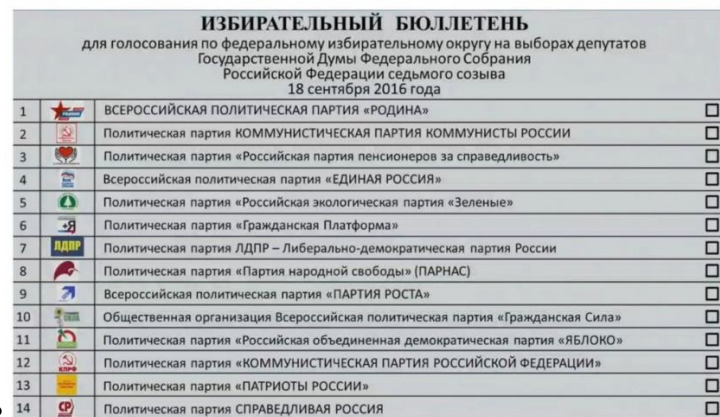 ИЗБИРАТЕЛЬНЫЙ БЮЛЛЕТЕНЬ
для голосования по федеральному избирательному округу на выборах депутатов
Государственной Думы Федерального Собрания
Российской Федерации седьмого созыва
18 сентября 2016 года
1 ВСЕРОССИЙСКАЯ ПОЛИТИЧЕСКАЯ ПАРТИЯ «РОДИНА»
2 Политическая партия КОММУНИСТИЧЕСКАЯ ПАРТИЯ КОММУНИСТЫ РОССИИ
3 Политическая партия «Российская партия пенсионеров за справедливость»
4 Всероссийская политическая партия «ЕДИНАЯ РОССИЯ»
5 Политическая партия «Российская экологическая партия «Зеленые»
6 +Я Политическая партия «Гражданская Платформа»
7 ЛДПР Политическая партия ЛДПР – Либерально-демократическая партия России
8 Политическая партия «Партия народной свободы» (ПАРНАС)
9 Всероссийская политическая партия «ПАРТИЯ РОСТА»
10 Общественная организация Всероссийская политическая партия «Гражданская Сила»
11 Политическая партия «Российская объединенная демократическая партия «ЯБЛОКО»
12 КПРФ Политическая партия «КОММУНИСТИЧЕСКАЯ ПАРТИЯ РОССИЙСКОЙ ФЕДЕРАЦИИ»
13 Политическая партия «ПАТРИОТЫ РОССИИ»
14 СР Политическая партия СПРАВЕДЛИВАЯ РОССИЯ